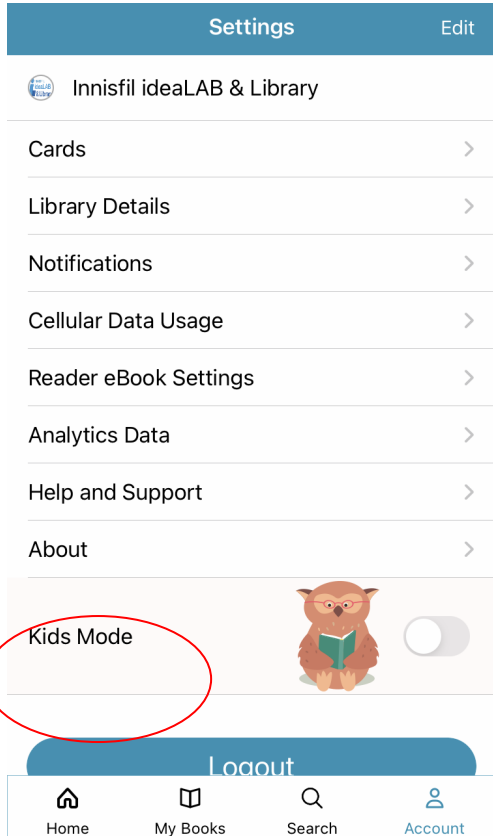 Settings
Edit
Innisfil ideaLAB & Library
Cards
Library Details
Notifications
Cellular Data Usage
Reader eBook Settings
Analytics Data
Help and Support
About
Kids Mode
Logout
Home
My Books
Search
Account